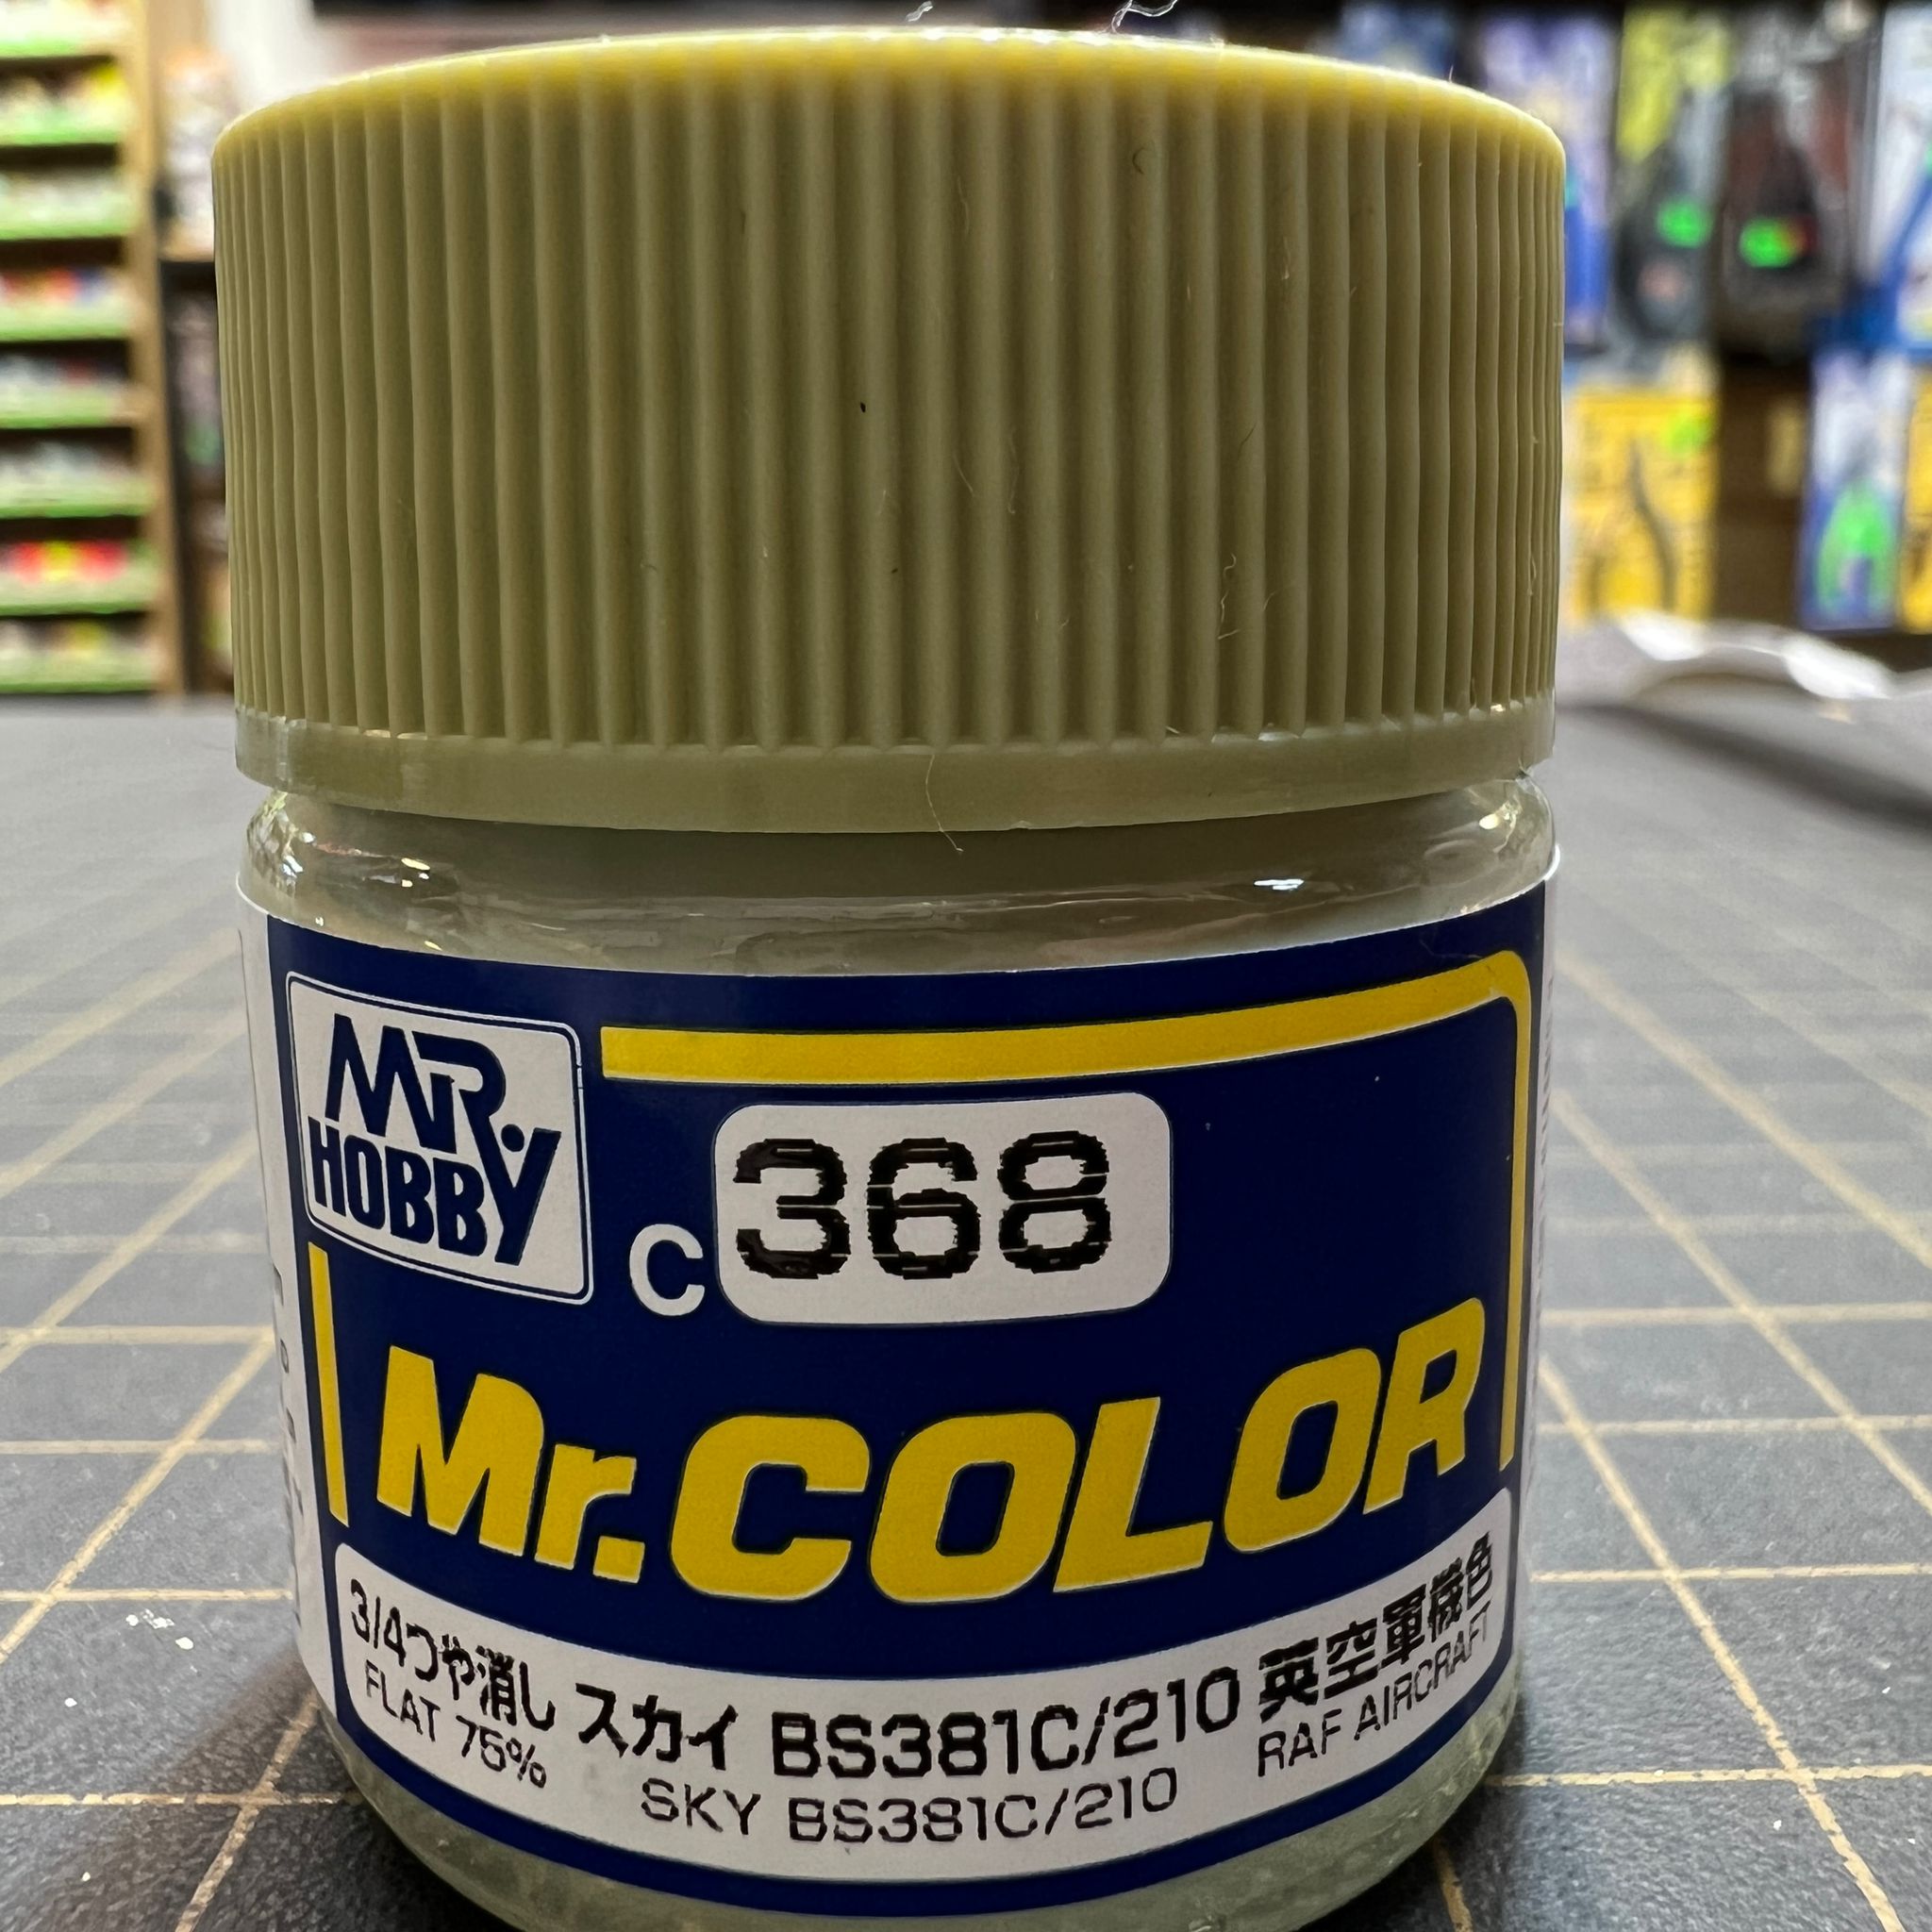 MR.
HOBBY
C 368
Mr.COLOR
3/4つや消し スカイ BS381C/210 英空軍機色
FLAT 75% SKY BS381C/210 RAF AIRCRAFT